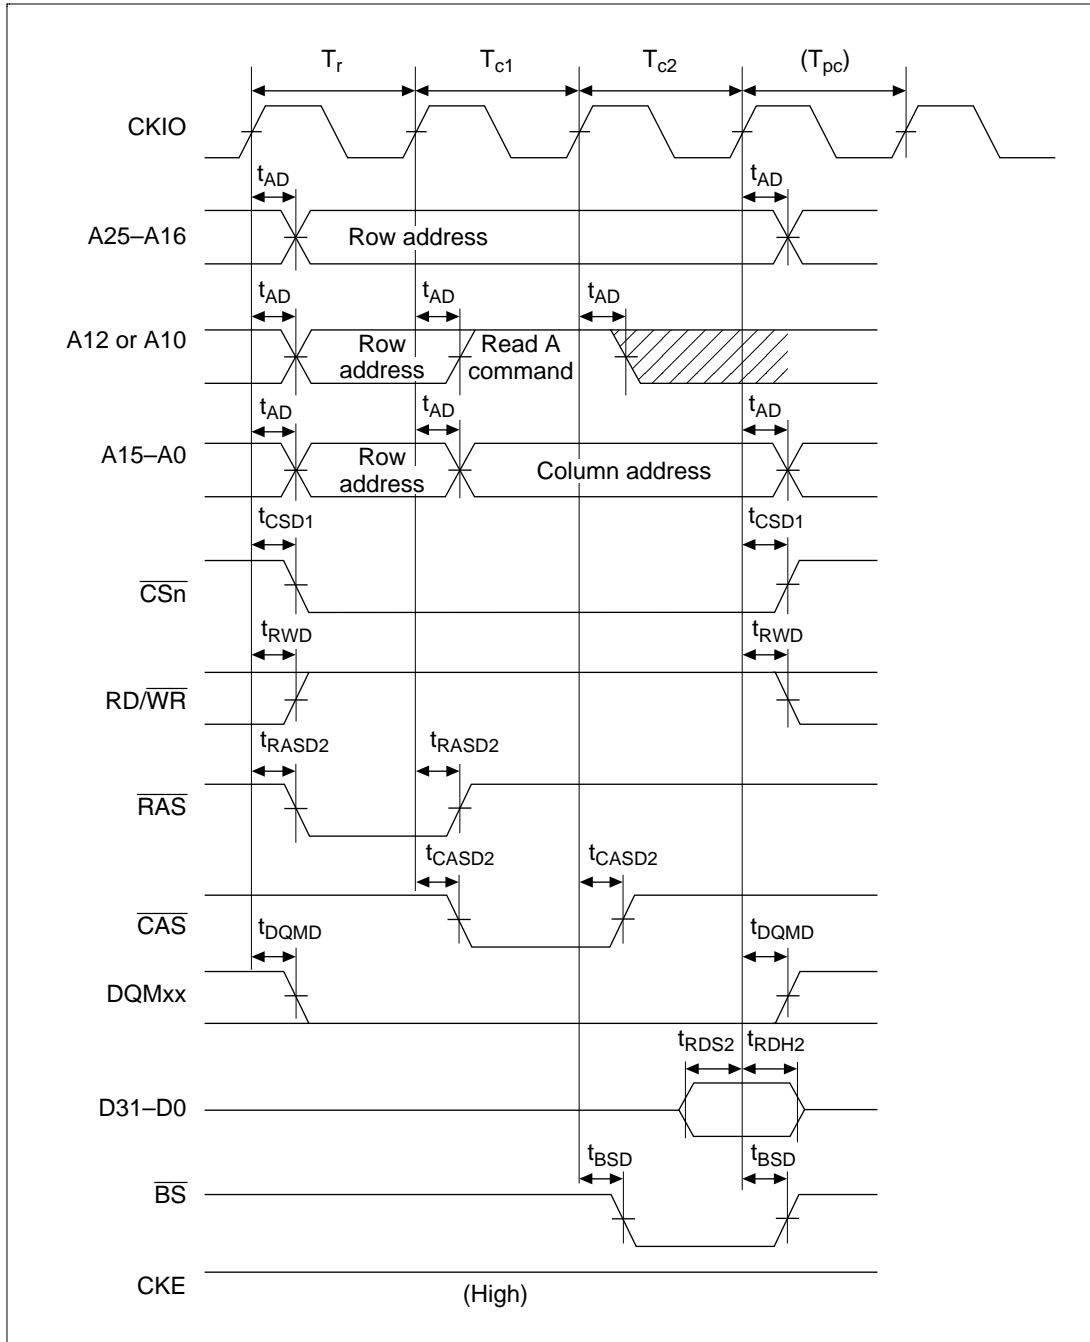 Tr Tc1 Tc2 (Tpc)
CKIO
tAD tAD
A25–A16 Row address
tAD tAD tAD
A12 or A10 Row address Read A command
tAD tAD tAD
A15–A0 Row address Column address
tCSD1 tCSD1
CSn
tRWD tRWD
RD/WR
tRASD2 tRASD2
RAS
tCASD2 tCASD2
CAS
tDQMD tDQMD
DQMxx
tRDS2 tRDH2
D31–D0
tBSD tBSD
BS
CKE (High)